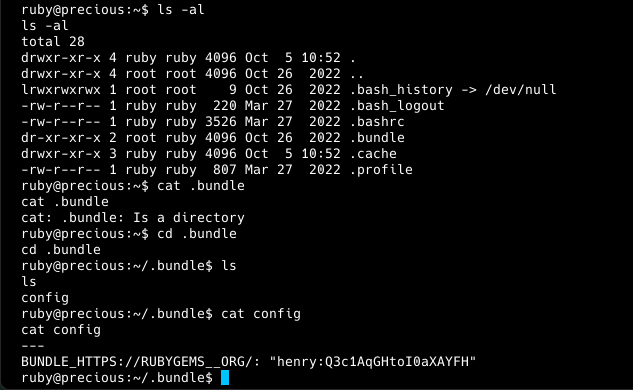 ruby@precious:~$ ls -al
ls -al
total 28
drwxr-xr-x 4 ruby ruby 4096 Oct  5 10:52 .
drwxr-xr-x 4 root root 4096 Oct 26  2022 ..
lrwxrwxrwx 1 root root    9 Oct 26  2022 .bash_history -> /dev/null
-rw-r--r-- 1 ruby ruby  220 Mar 27  2022 .bash_logout
-rw-r--r-- 1 ruby ruby 3526 Mar 27  2022 .bashrc
dr-xr-xr-x 2 root ruby 4096 Oct 26  2022 .bundle
drwxr-xr-x 3 ruby ruby 4096 Oct  5 10:52 .cache
-rw-r--r-- 1 ruby ruby  807 Mar 27  2022 .profile
ruby@precious:~$ cat .bundle
cat .bundle
cat: .bundle: Is a directory
ruby@precious:~$ cd .bundle
cd .bundle
ruby@precious:~/.bundle$ ls
ls
config
ruby@precious:~/.bundle$ cat config
cat config
---
BUNDLE_HTTPS://RUBYGEMS__ORG/: "henry:Q3c1AqGHtoI0aXAYFH"
ruby@precious:~/.bundle$